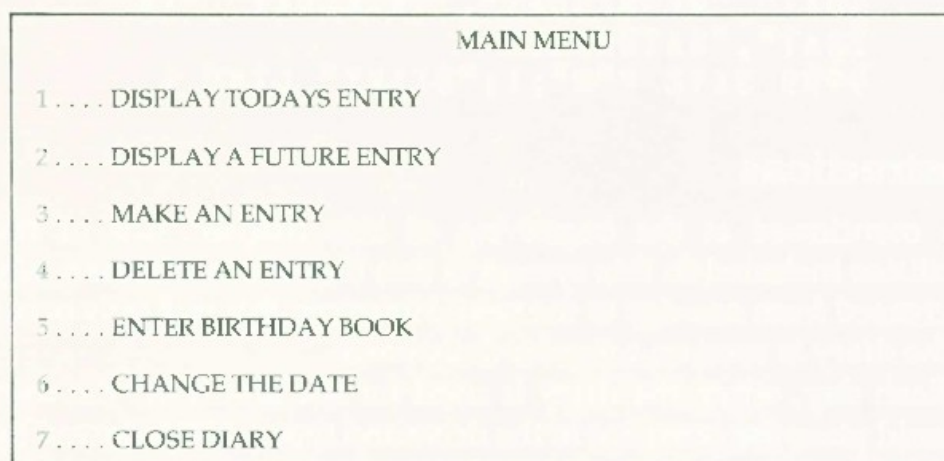 MAIN MENU
1 .... DISPLAY TODAYS ENTRY
2 .... DISPLAY A FUTURE ENTRY
3 .... MAKE AN ENTRY
4 .... DELETE AN ENTRY
5 .... ENTER BIRTHDAY BOOK
6 .... CHANGE THE DATE
7 .... CLOSE DIARY